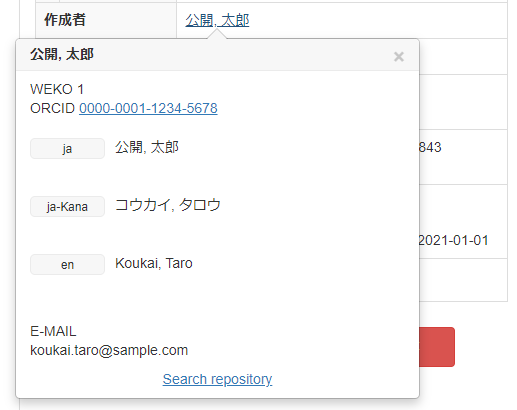 作成者 公開, 太郎
公開, 太郎 ×
WEKO 1
ORCID 0000-0001-1234-5678
ja 公開, 太郎
843
ja-Kana コウカイ, タロウ
2021-01-01
en Koukai, Taro
E-MAIL
koukai.taro@sample.com
Search repository